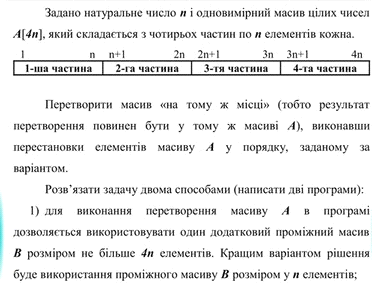 Задано натуральне число n і одновимірний масив цілих чисел
A[4n], який складається з чотирьох частин по n елементів кожна.
1 n n+1 2n 2n+1 3n 3n+1 4n
1-ша частина 2-га частина 3-тя частина 4-та частина
Перетворити масив «на тому ж місці» (тобто результат
перетворення повинен бути у тому ж масиві A), виконавши
перестановки елементів масиву A у порядку, заданому за
варіантом.
Розв’язати задачу двома способами (написати дві програми):
1) для виконання перетворення масиву A в програмі
дозволяється використовувати один додатковий проміжний масив
B розміром не більше 4n елементів. Кращим варіантом рішення
буде використання проміжного масиву B розміром у n елементів;